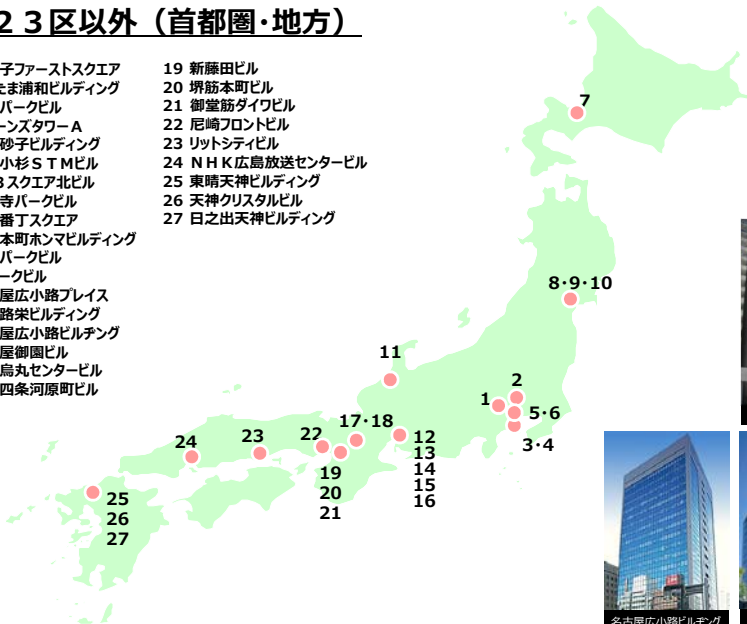 ２３区以外（首都圏･地方）
子ファーストスクエア
たま浦和ビルディング
パークビル
ーンズタワーＡ
砂子ビルディング
小杉ＳＴＭビル
3スクエア北ビル
寺パークビル
番丁スクエア
本町ホンマビルディング
パークビル
ークビル
屋広小路プレイス
路栄ビルディング
屋広小路ビルヂング
屋御園ビル
烏丸センタービル
四条河原町ビル
19 新藤田ビル
20 堺筋本町ビル
21 御堂筋ダイワビル
22 尼崎フロントビル
23 リットシティビル
24 ＮＨＫ広島放送センタービル
25 東晴天神ビルディング
26 天神クリスタルビル
27 日之出天神ビルディング
7
8･9･10
11
2
1
5･6
3･4
17･18
12
13
14
15
16
22
23
24
19
20
21
25
26
27
名古屋広小路ビルヂング